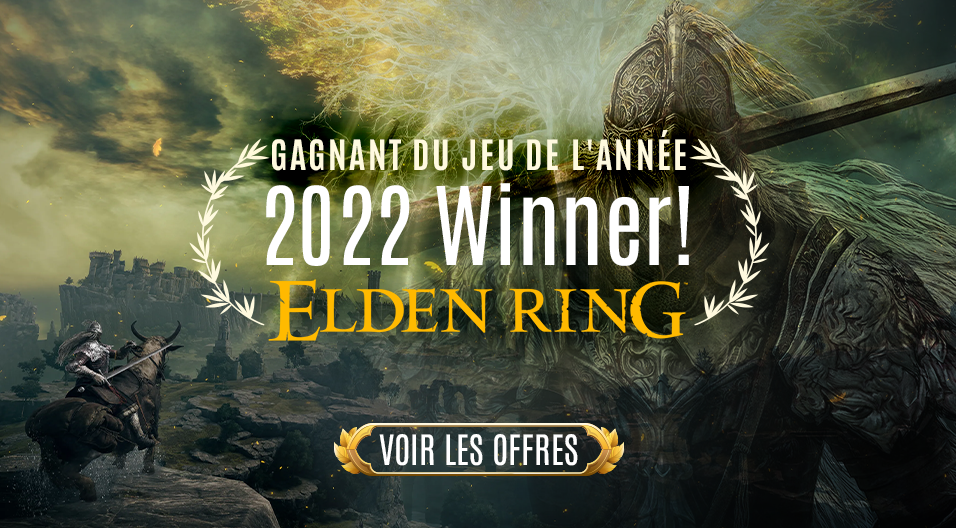 GAGNANT DU JEU DE L'ANNÉE
2022 Winner!
ELDEN RING
VOIR LES OFFRES